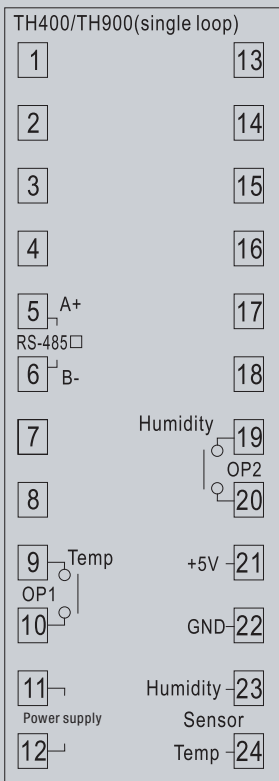 TH400/TH900(single loop)
1 13
2 14
3 15
4 16
5 A+ 17
RS-485□
6 B- 18
7 Humidity 19
OP2
8 20
9 Temp +5V 21
OP1
10 GND 22
11 Humidity 23
Power supply Sensor
12 Temp 24